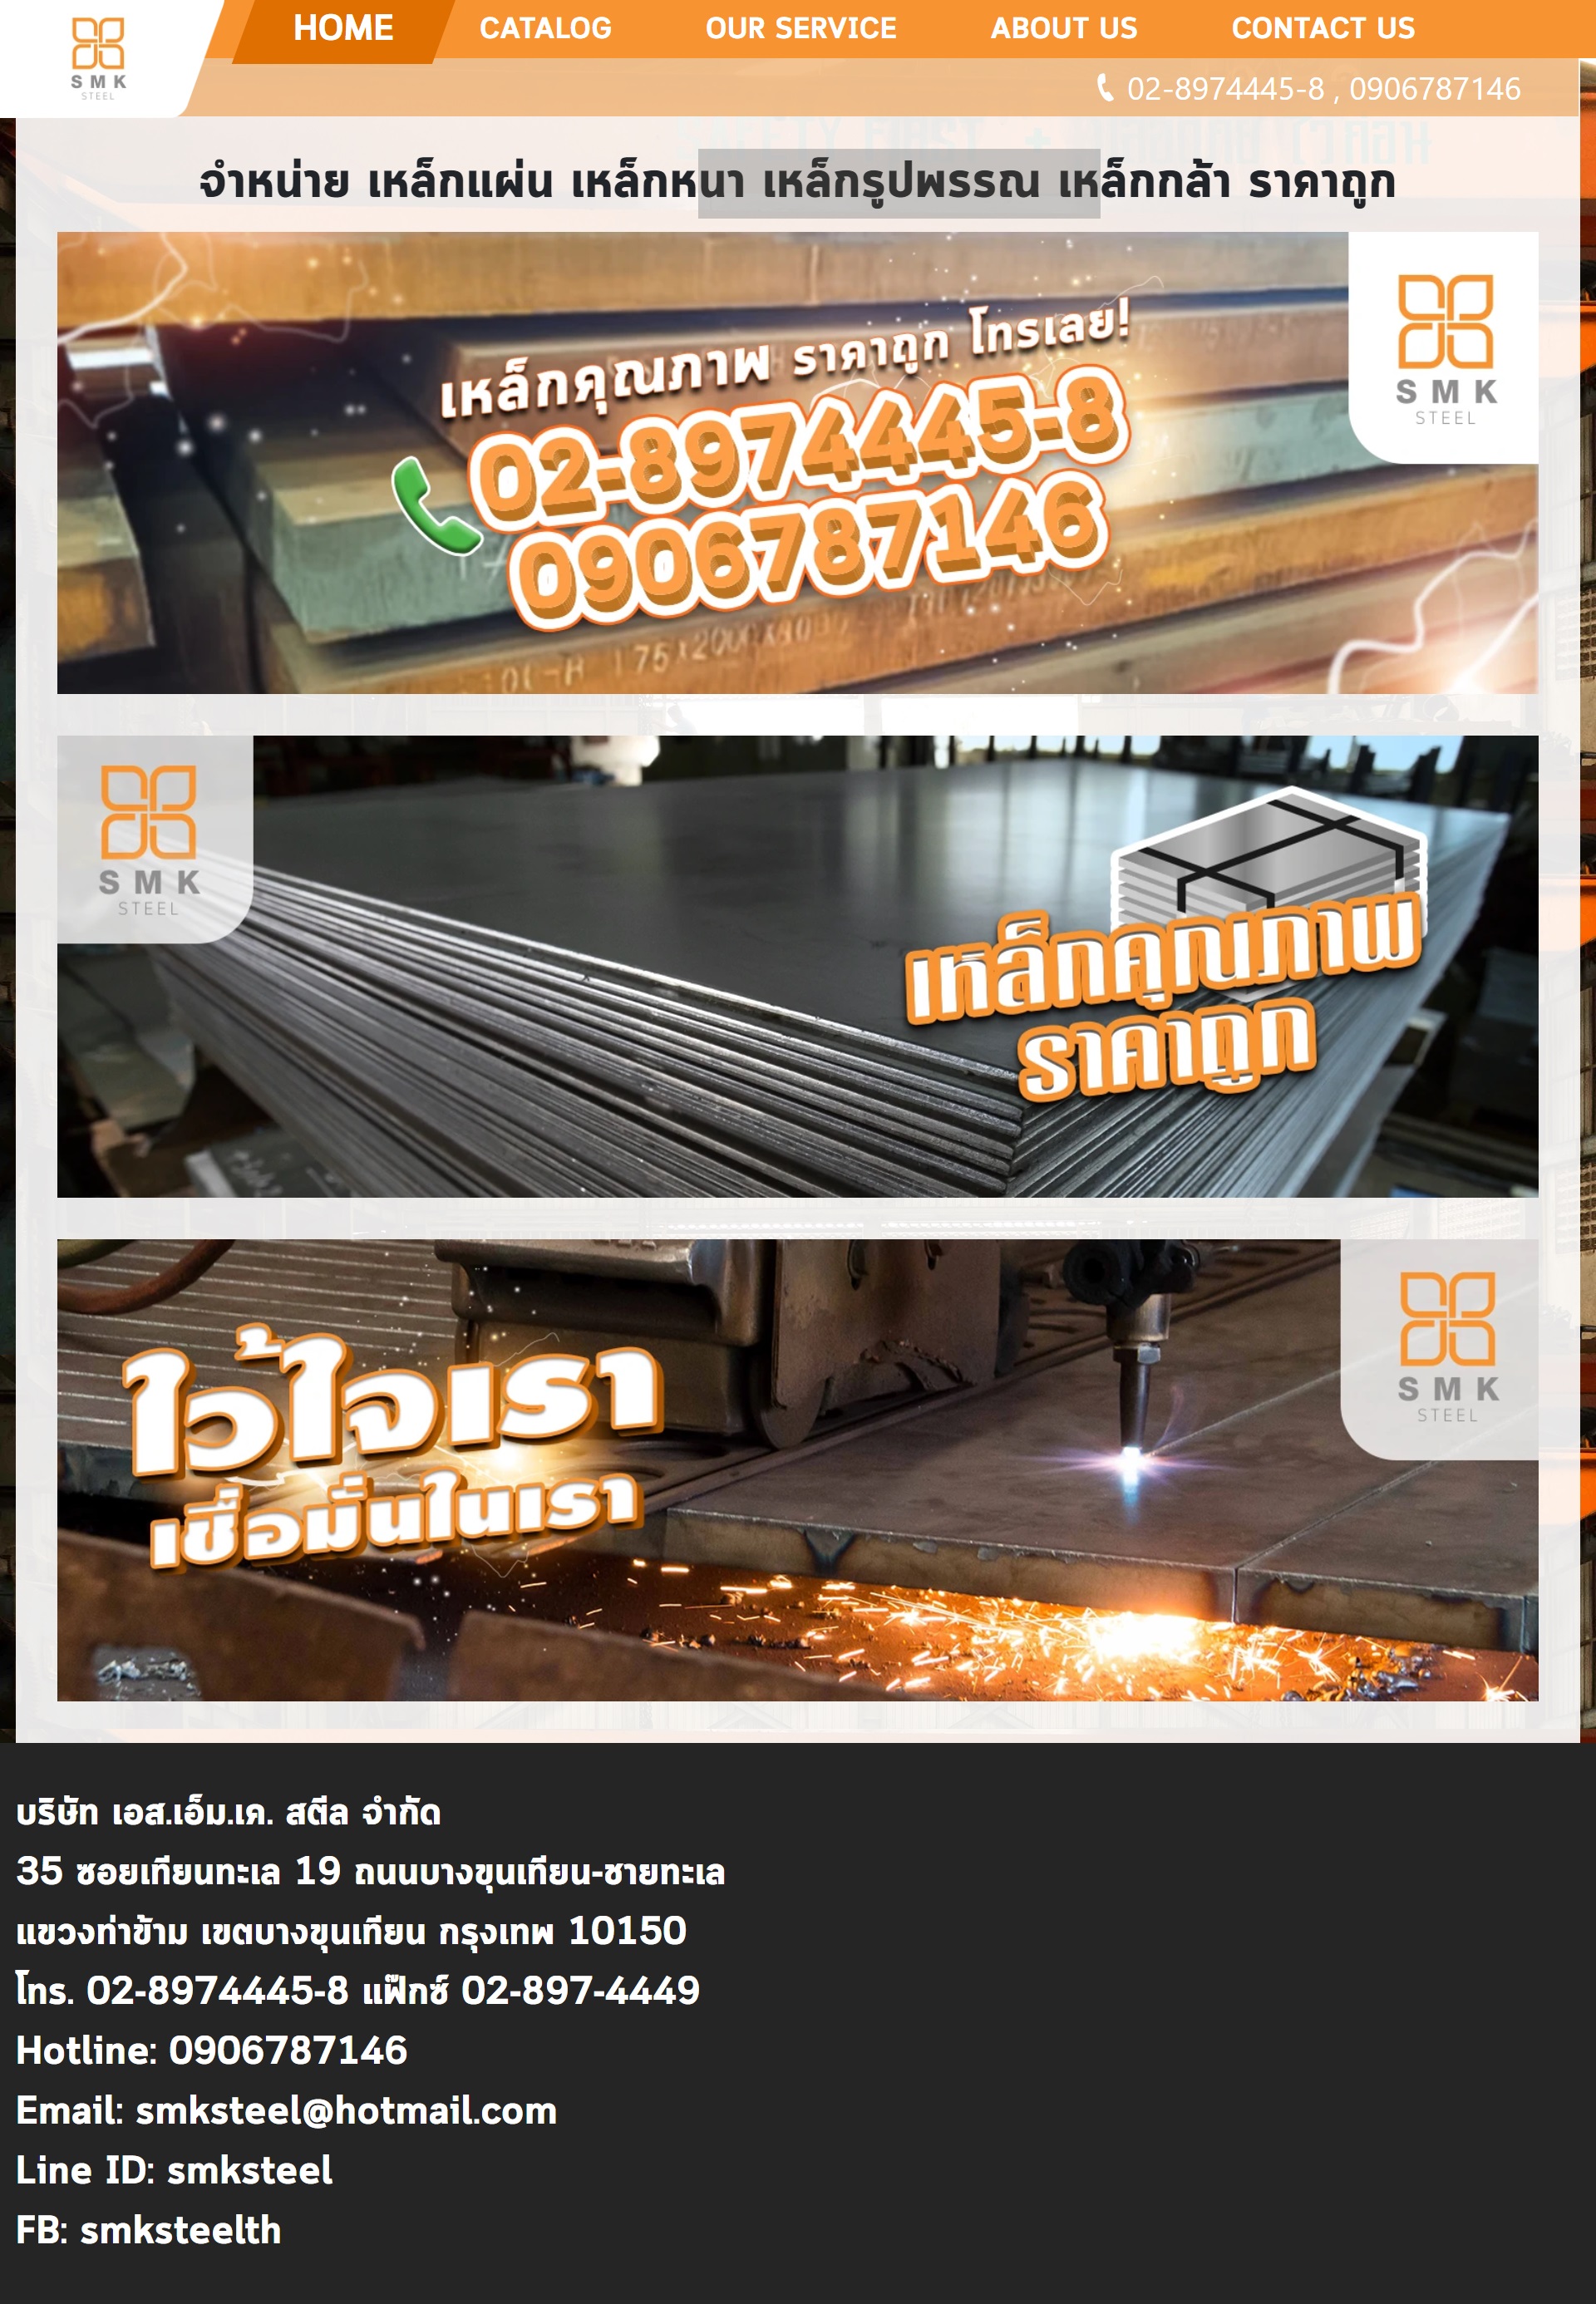 SMK
STEEL
HOME
CATALOG
OUR SERVICE
ABOUT US
CONTACT US
02-8974445-8 , 0906787146
จำหน่าย เหล็กแผ่น เหล็กหนา เหล็กรูปพรรณ เหล็กกล้า ราคาถูก
เหล็กคุณภาพ ราคาถูก โทรเลย!
02-8974445-8
0906787146
SMK
STEEL
SMK
STEEL
เหล็กคุณภาพ
ราคาถูก
ไว้ใจเรา
เชื่อมั่นในเรา
SMK
STEEL
บริษัท เอส.เอ็ม.เค. สตีล จำกัด
35 ซอยเทียนทะเล 19 ถนนบางขุนเทียน-ชายทะเล
แขวงท่าข้าม เขตบางขุนเทียน กรุงเทพ 10150
โทร. 02-8974445-8 แฟ๊กซ์ 02-897-4449
Hotline: 0906787146
Email: smksteel@hotmail.com
Line ID: smksteel
FB: smksteelth